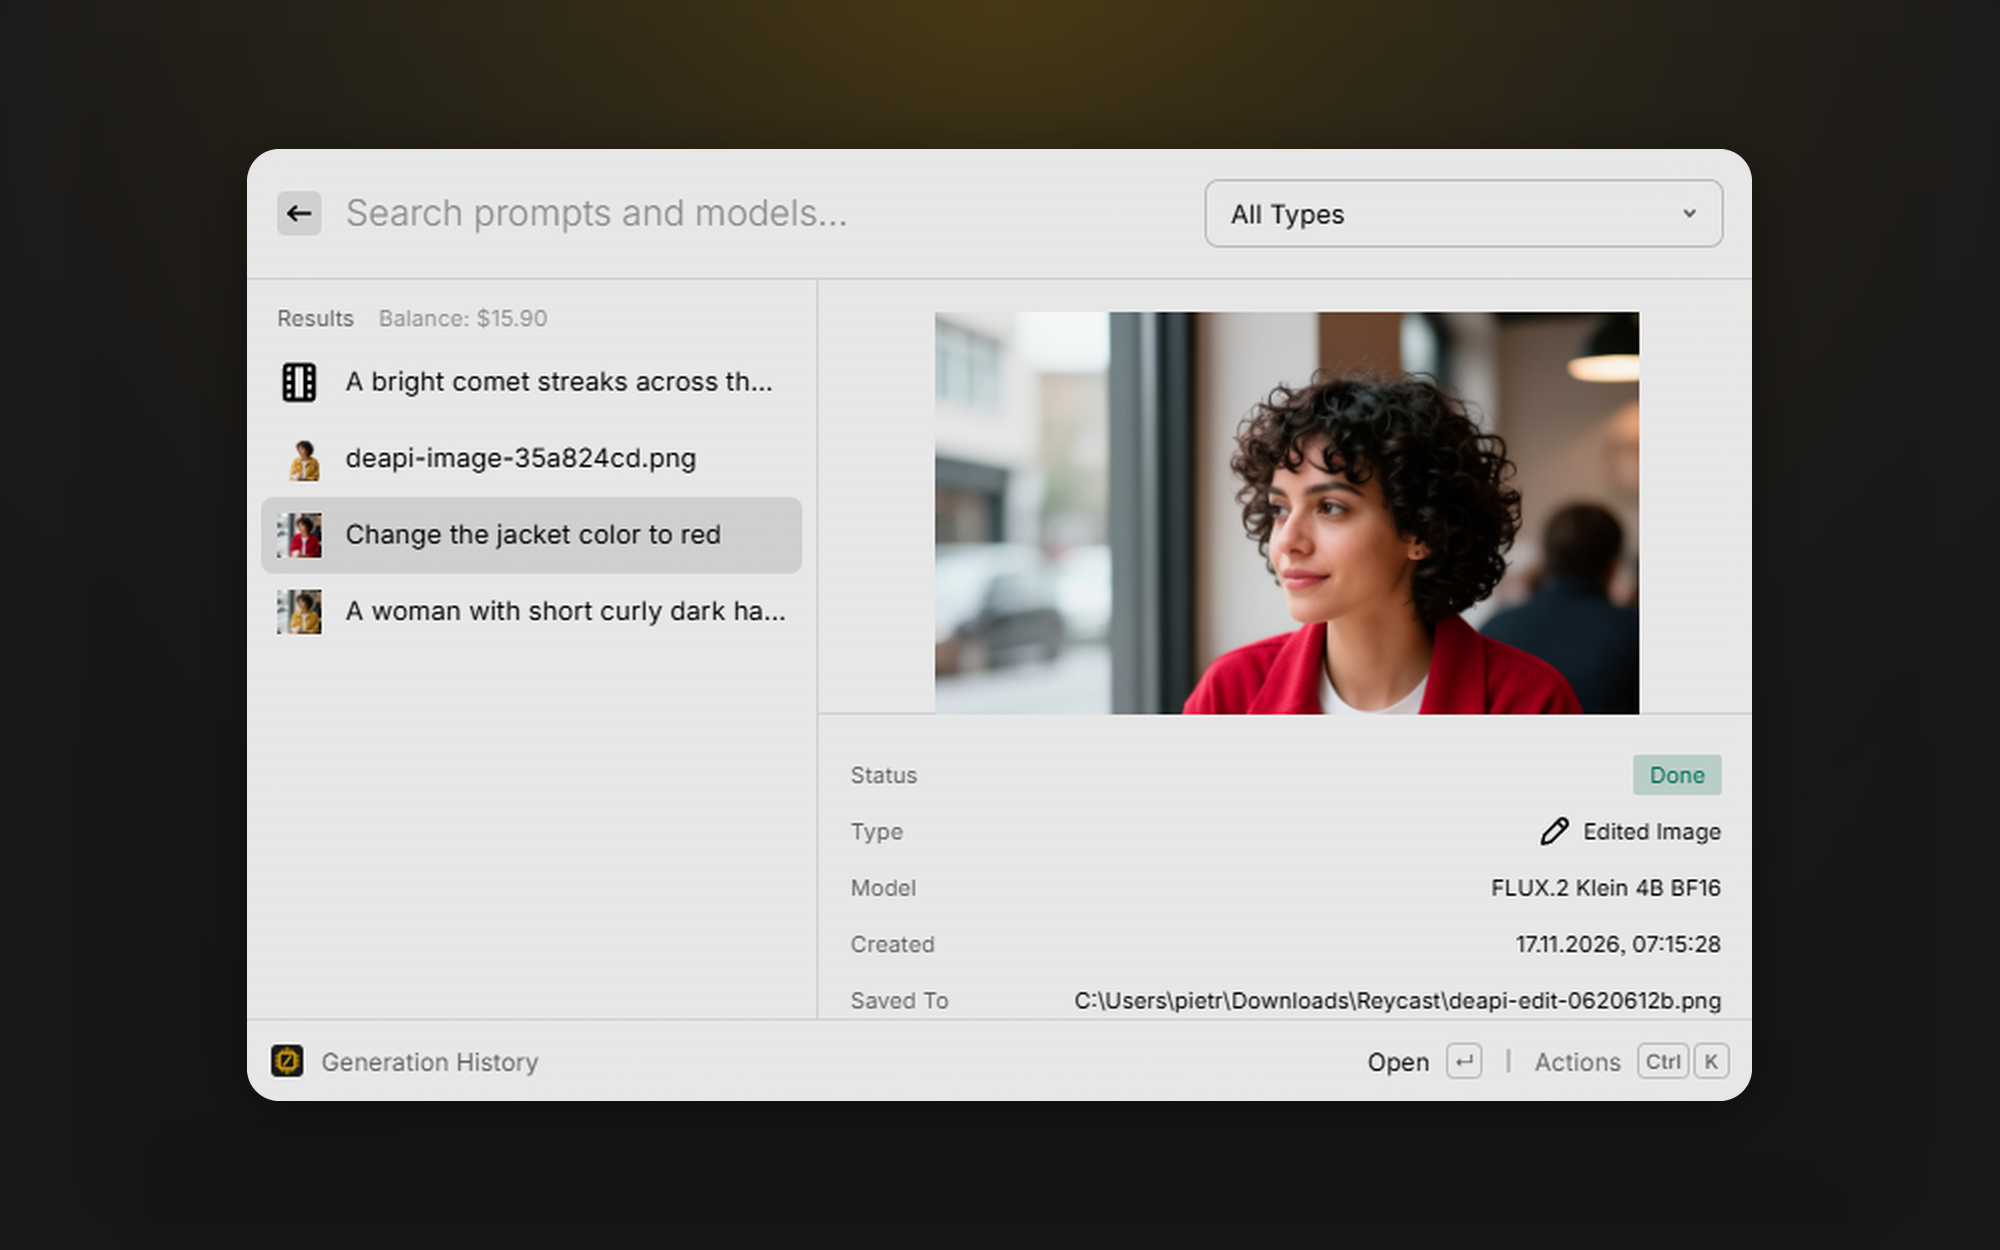 Search prompts and models...
All Types
Results Balance: $15.90
A bright comet streaks across th...
deapi-image-35a824cd.png
Change the jacket color to red
A woman with short curly dark ha...
Status Done
Type Edited Image
Model FLUX.2 Klein 4B BF16
Created 17.11.2026, 07:15:28
Saved To C:\Users\pietr\Downloads\Reycast\deapi-edit-0620612b.png
Generation History
Open Actions Ctrl K